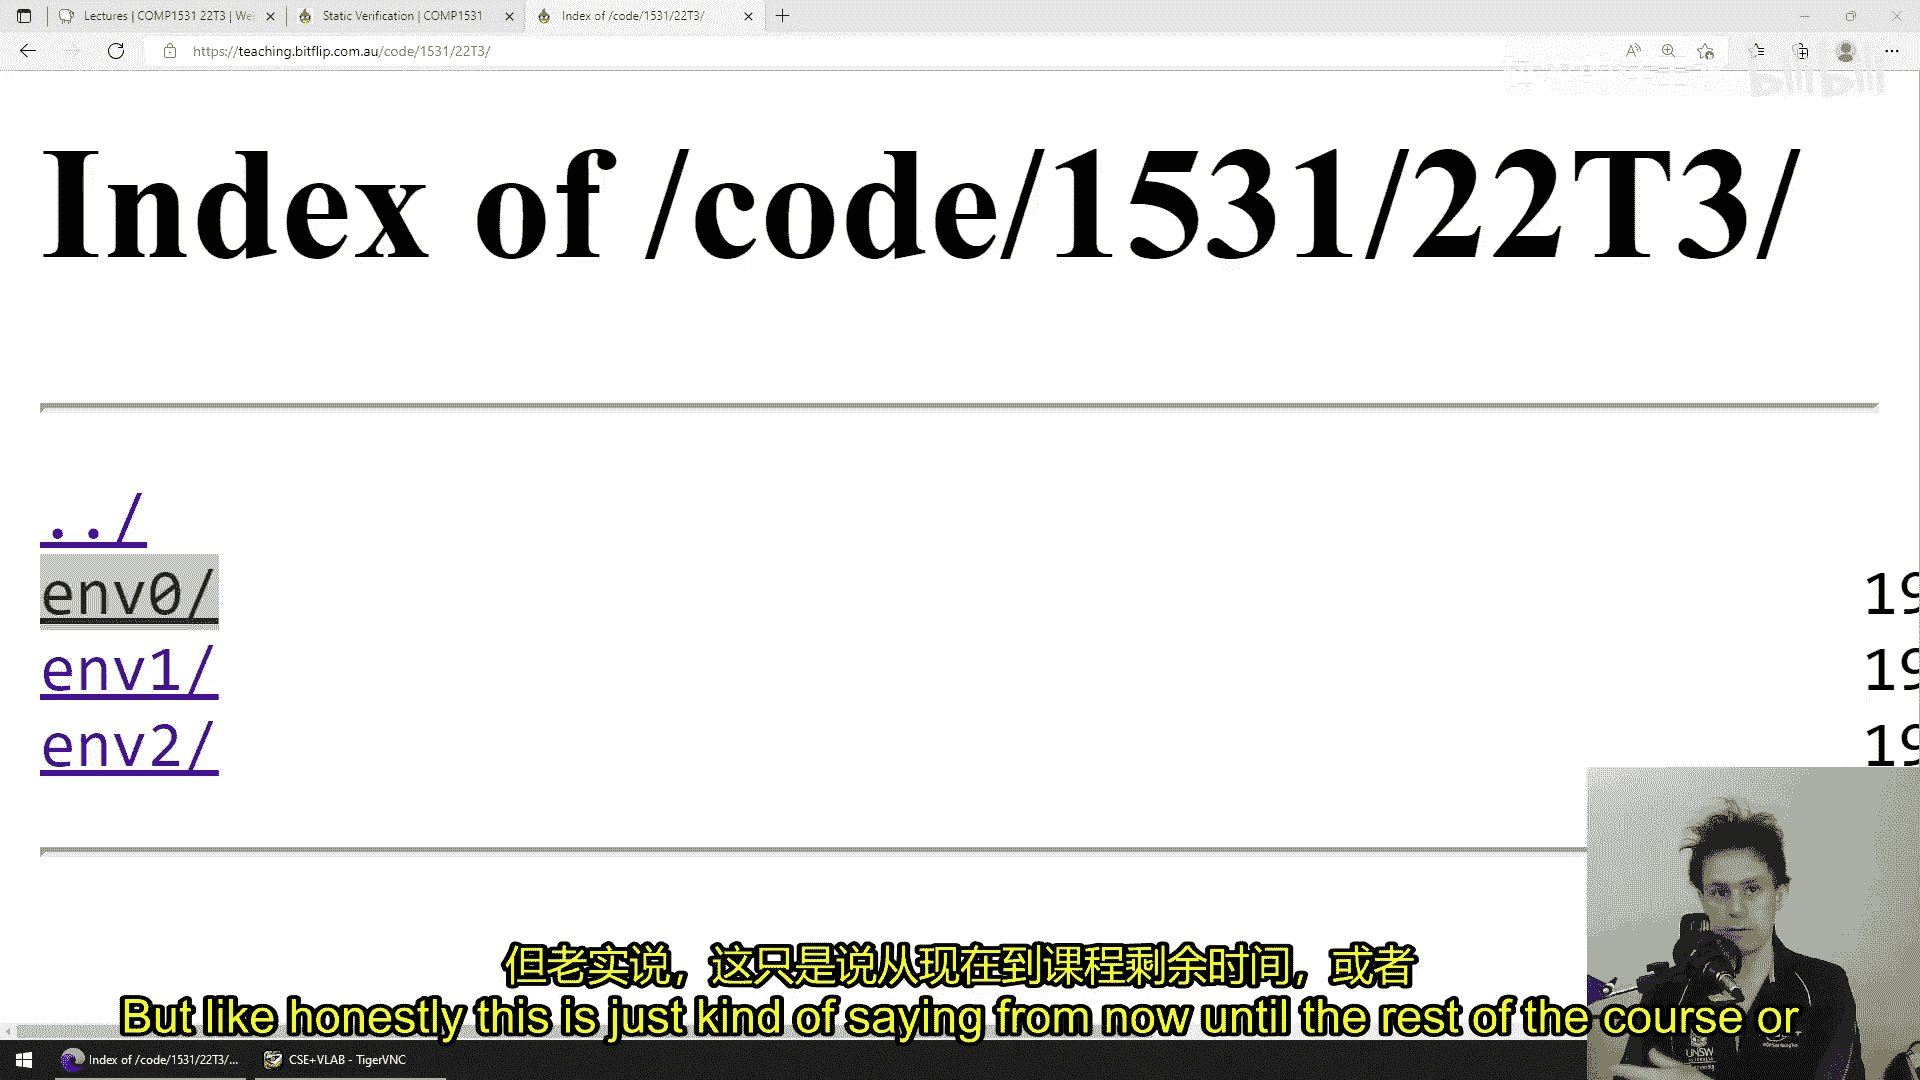 Lectures | COMP1531 22T3 | We
Static Verification | COMP1531
Index of /code/1531/22T3/
https://teaching.bitflip.com.au/code/1531/22T3/
bilibili
Index of /code/1531/22T3/
../
env0/ 19
env1/ 19
env2/ 19
UNSW
但老实说，这只是说从现在到课程剩余时间，或者
But like honestly this is just kind of saying from now until the rest of the course or
Index of /code/1531/22T3/...
CSE+VLAB - TigerVNC